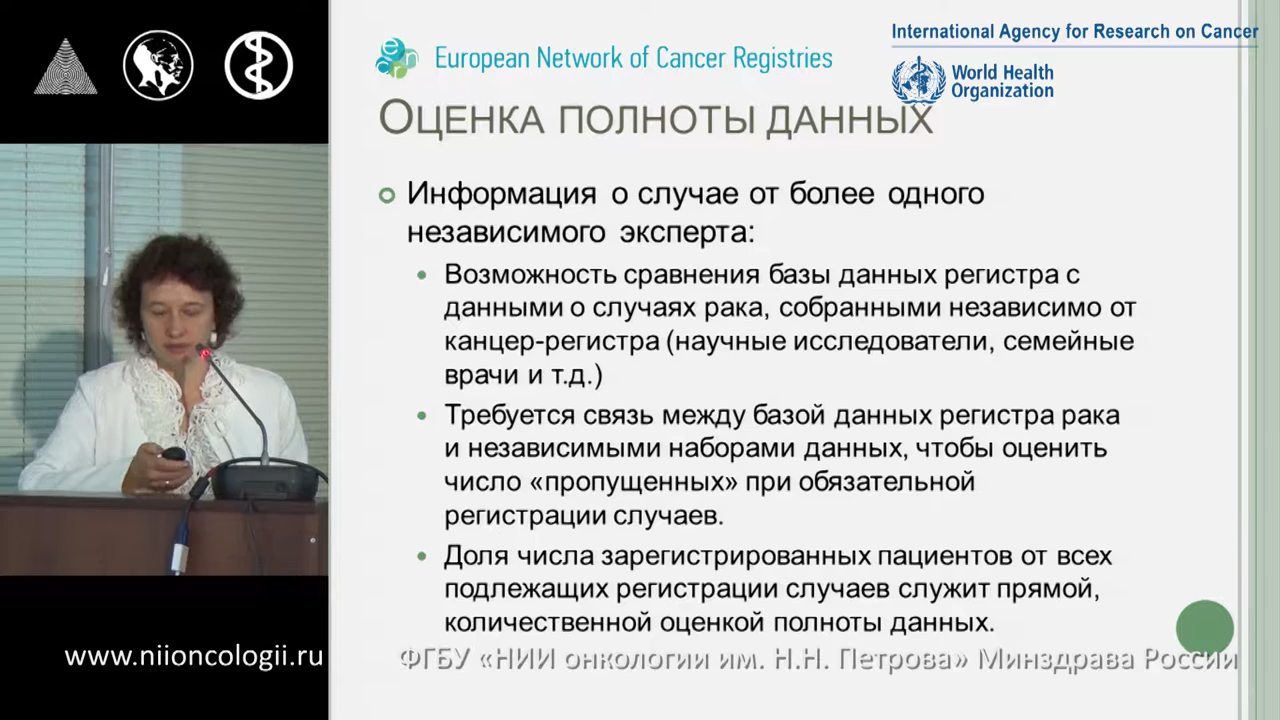 European Network of Cancer Registries
International Agency for Research on Cancer
World Health
Organization
ОЦЕНКА ПОЛНОТЫ ДАННЫХ
Информация о случае от более одного
независимого эксперта:
Возможность сравнения базы данных регистра с
данными о случаях рака, собранными независимо от
канцер-регистра (научные исследователи, семейные
врачи и т.д.)
Требуется связь между базой данных регистра рака
и независимыми наборами данных, чтобы оценить
число «пропущенных» при обязательной
регистрации случаев.
Доля числа зарегистрированных пациентов от всех
подлежащих регистрации случаев служит прямой,
количественной оценкой полноты данных.
www.niioncologii.ru
ФГБУ «НИИ онкологии им. Н.Н. Петрова» Минздрава России